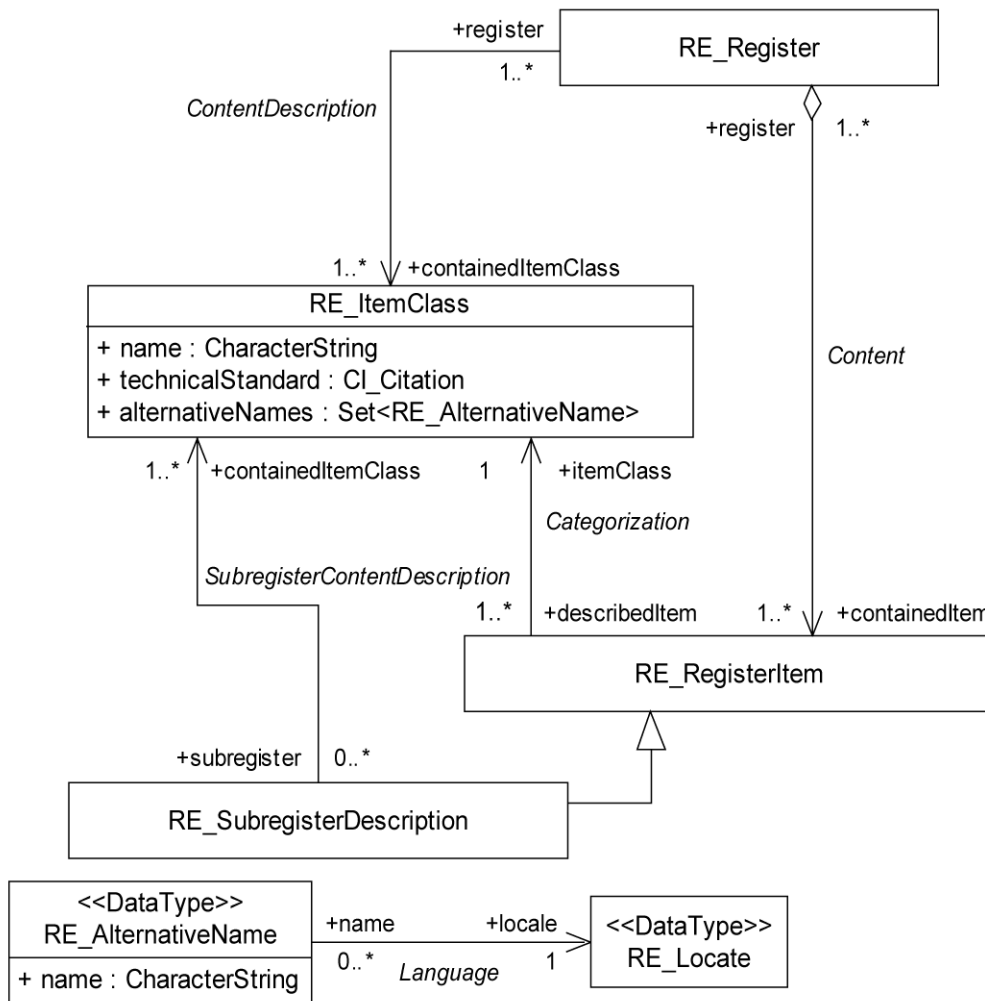 +register
RE_Register
1..*
ContentDescription
+register
1..*
1..*
+containedItemClass
RE_ItemClass
+ name : CharacterString
+ technicalStandard : CI_Citation
+ alternativeNames : Set<RE_AlternativeName>
Content
1..*
+containedItemClass
1
+itemClass
Categorization
SubregisterContentDescription
1..*
+describedItem
1..*
+containedItem
RE_RegisterItem
+subregister
0..*
RE_SubregisterDescription
<<DataType>>
RE_AlternativeName
+ name : CharacterString
+name
+locale
0..*
Language
1
<<DataType>>
RE_Locate